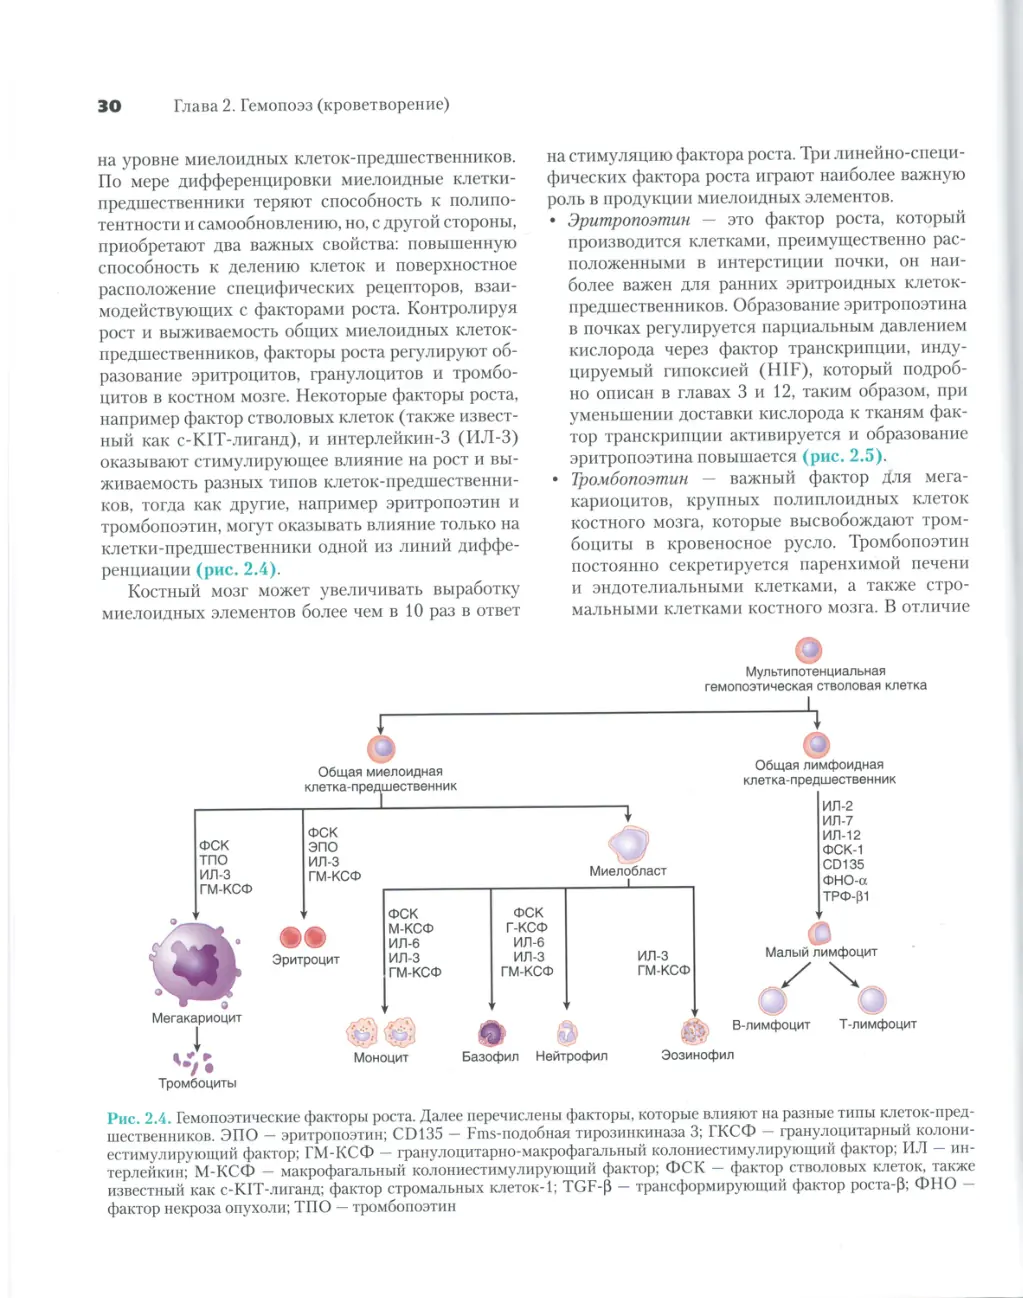 30 Глава 2. Гемопоэз (кроветворение)
на уровне миелоидных клеток-предшественников.
По мере дифференцировки миелоидные клетки-
предшественники теряют способность к полипо-
тентности и самообновлению, но, с другой стороны,
приобретают два важных свойства: повышенную
способность к делению клеток и поверхностное
расположение специфических рецепторов, взаи-
модействующих с факторами роста. Контролируя
рост и выживаемость общих миелоидных клеток-
предшественников, факторы роста регулируют об-
разование эритроцитов, гранулоцитов и тромбо-
цитов в костном мозге. Некоторые факторы роста,
например фактор стволовых клеток (также извест-
ный как c-KIT-лиганд), и интерлейкин-3 (ИЛ-3)
оказывают стимулирующее влияние на рост и вы-
живаемость разных типов клеток-предшественни-
ков, тогда как другие, например эритропоэтин и
тромбопоэтин, могут оказывать влияние только на
клетки-предшественники одной из линий диффе-
ренциации (рис. 2.4).
Костный мозг может увеличивать выработку
миелоидных элементов более чем в 10 раз в ответ
на стимуляцию фактора роста. Три линейно-специ-
фических фактора роста играют наиболее важную
роль в продукции миелоидных элементов.
• Эритропоэтин — это фактор роста, который
производится клетками, преимущественно рас-
положенными в интерстиции почки, он наи-
более важен для ранних эритроидных клеток-
предшественников. Образование эритропоэтина
в почках регулируется парциальным давлением
кислорода через фактор транскрипции, инду-
цируемый гипоксией (HIF), который подроб-
но описан в главах 3 и 12, таким образом, при
уменьшении доставки кислорода к тканям фак-
тор транскрипции активируется и образование
эритропоэтина повышается (рис. 2.5).
• Тромбопоэтин — важный фактор для мега-
кариоцитов, крупных полиплоидных клеток
костного мозга, которые высвобождают тром-
боциты в кровеносное русло. Тромбопоэтин
постоянно секретируется паренхимой печени
и эндотелиальными клетками, а также стро-
мальными клетками костного мозга. В отличие
Мультипотенциальная
гемопоэтическая стволовая клетка
Общая миелоидная
клетка-предшественник
Общая лимфоидная
клетка-предшественник
ФСК
ТПО
ИЛ-3
ГМ-КСФ
ФСК
ЭПО
ИЛ-3
ГМ-КСФ
Миелобласт
ИЛ-2
ИЛ-7
ИЛ-12
ФСК-1
CD135
ФНО-α
ТРФ-β1
Мегакариоцит
Тромбоциты
Эритроцит
ФСК
М-КСФ
ИЛ-6
ИЛ-3
ГМ-КСФ
ФСК
Г-КСФ
ИЛ-6
ИЛ-3
ГМ-КСФ
ИЛ-3
ГМ-КСФ
Малый лимфоцит
Моноцит
Базофил
Нейтрофил
Эозинофил
В-лимфоцит
Т-лимфоцит
Рис. 2.4. Гемопоэтические факторы роста. Далее перечислены факторы, которые влияют на разные типы клеток-пред-
шественников. ЭПО — эритропоэтин; CD135 — Fms-подобная тирозинкиназа 3; ГКСФ — гранулоцитарный колони-
естимулирующий фактор; ГМ-КСФ — гранулоцитарно-макрофагальный колониестимулирующий фактор; ИЛ — ин-
терлейкин; М-КСФ — макрофагальный колониестимулирующий фактор; ФСК — фактор стволовых клеток, также
известный как c-KIT-лиганд; фактор стромальных клеток-1; TGF-β — трансформирующий фактор роста-β; ФНО —
фактор некроза опухоли; ТПО — тромбопоэтин